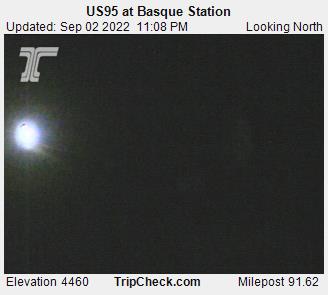 US95 at Basque Station
Updated: Sep 02 2022 11:08 PM Looking North
Elevation 4460 TripCheck.com Milepost 91.62